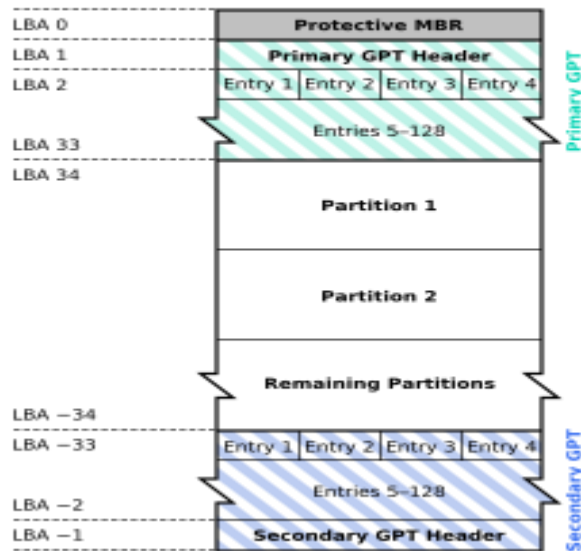 LBA 0 Protective MBR
LBA 1 Primary GPT Header
LBA 2 Entry 1 Entry 2 Entry 3 Entry 4
Entries 5–128
LBA 33
LBA 34
Partition 1
Partition 2
Remaining Partitions
LBA −34
LBA −33 Entry 1 Entry 2 Entry 3 Entry 4
Entries 5–128
LBA −2
LBA −1 Secondary GPT Header
Primary GPT
Secondary GPT